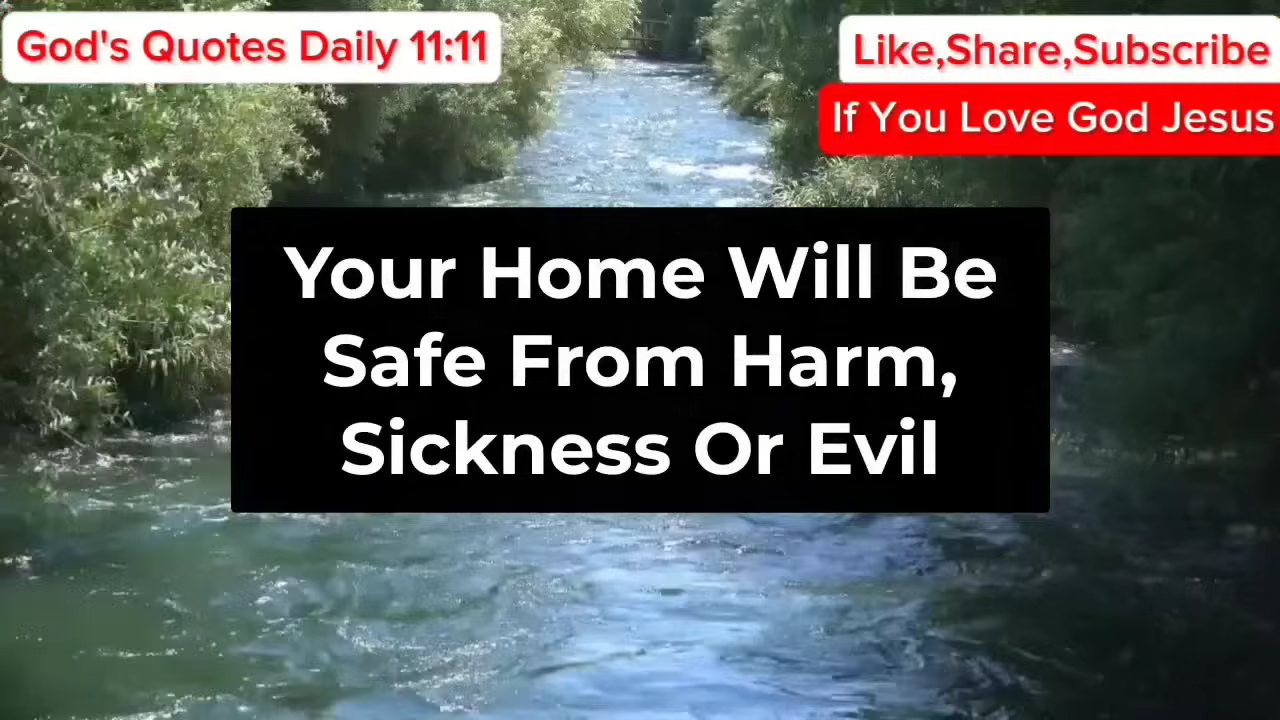 God's Quotes Daily 11:11
Like,Share,Subscribe
If You Love God Jesus
Your Home Will Be
Safe From Harm,
Sickness Or Evil